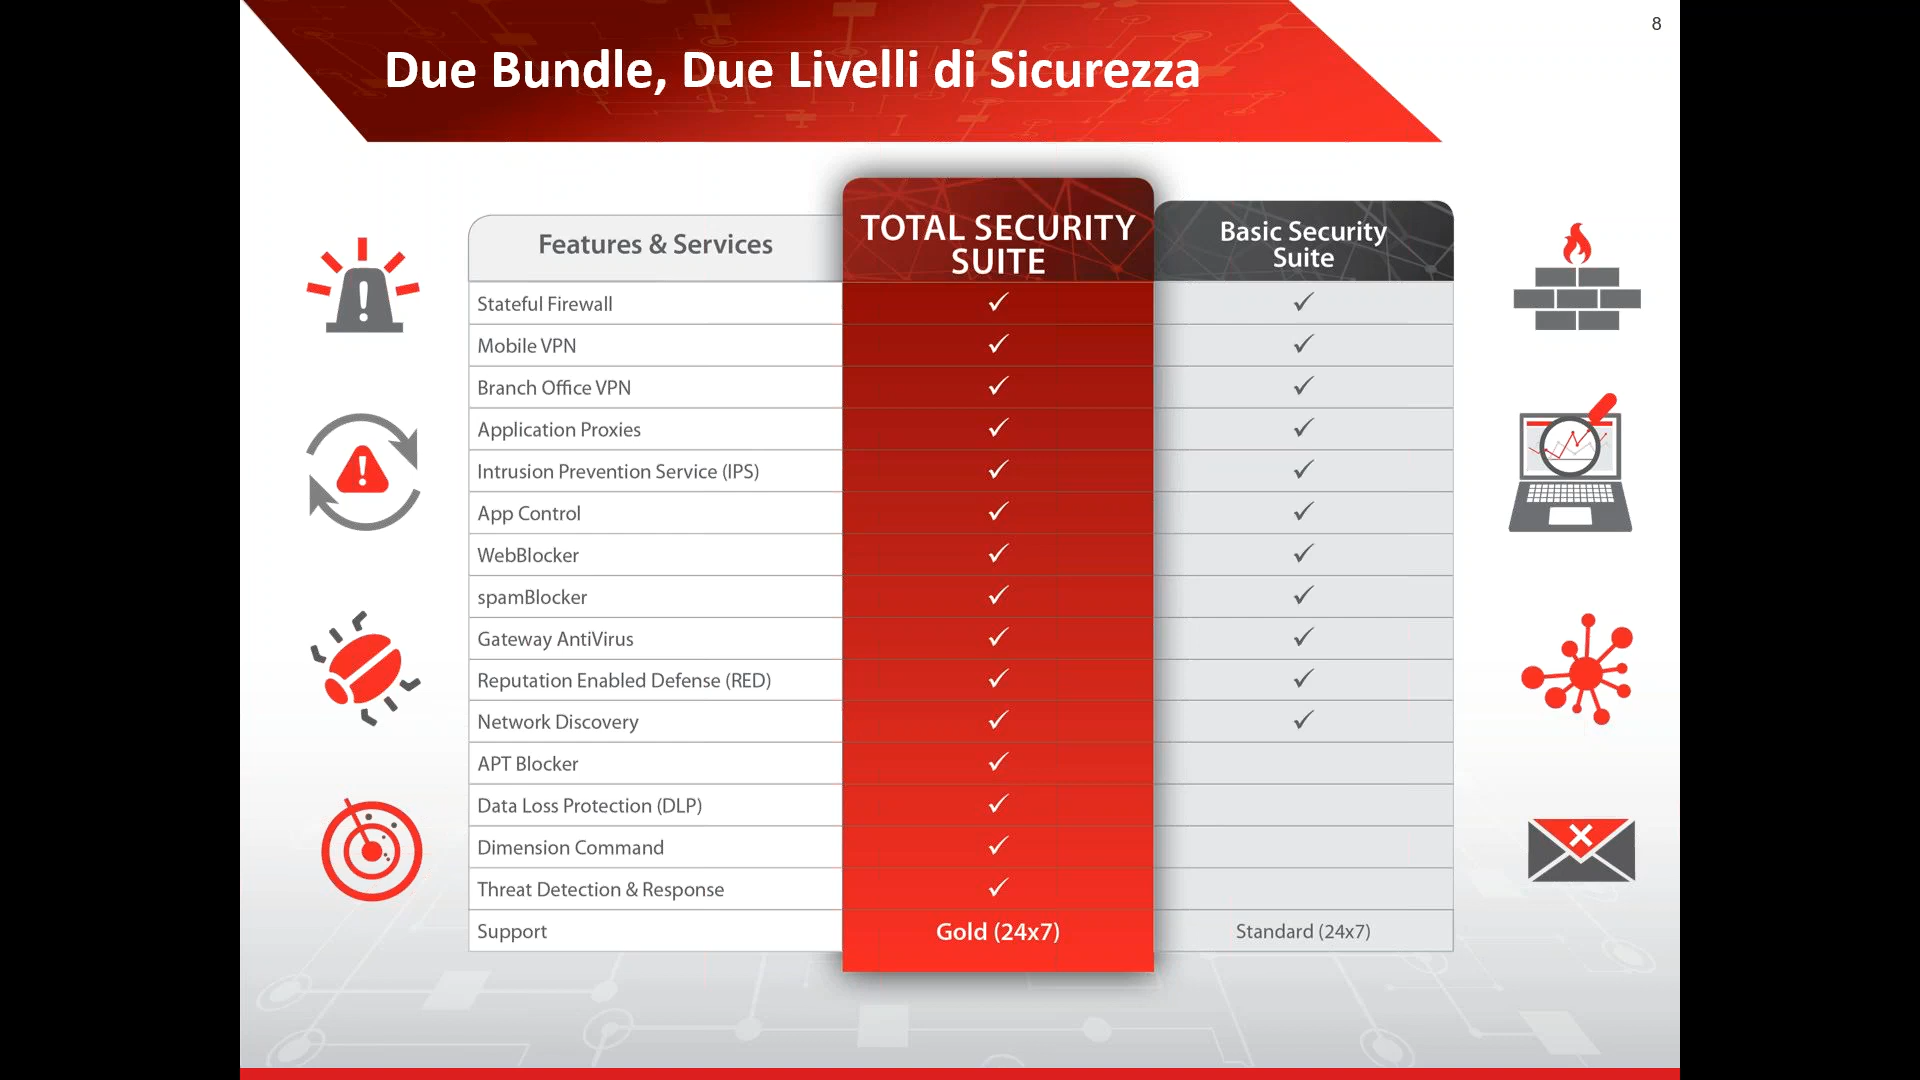 8
Due Bundle, Due Livelli di Sicurezza
Features & Services
TOTAL SECURITY
SUITE
Basic Security
Suite
Stateful Firewall ✓ ✓
Mobile VPN ✓ ✓
Branch Office VPN ✓ ✓
Application Proxies ✓ ✓
Intrusion Prevention Service (IPS) ✓ ✓
App Control ✓ ✓
WebBlocker ✓ ✓
spamBlocker ✓ ✓
Gateway AntiVirus ✓ ✓
Reputation Enabled Defense (RED) ✓ ✓
Network Discovery ✓ ✓
APT Blocker ✓
Data Loss Protection (DLP) ✓
Dimension Command ✓
Threat Detection & Response ✓
Support Gold (24x7) Standard (24x7)